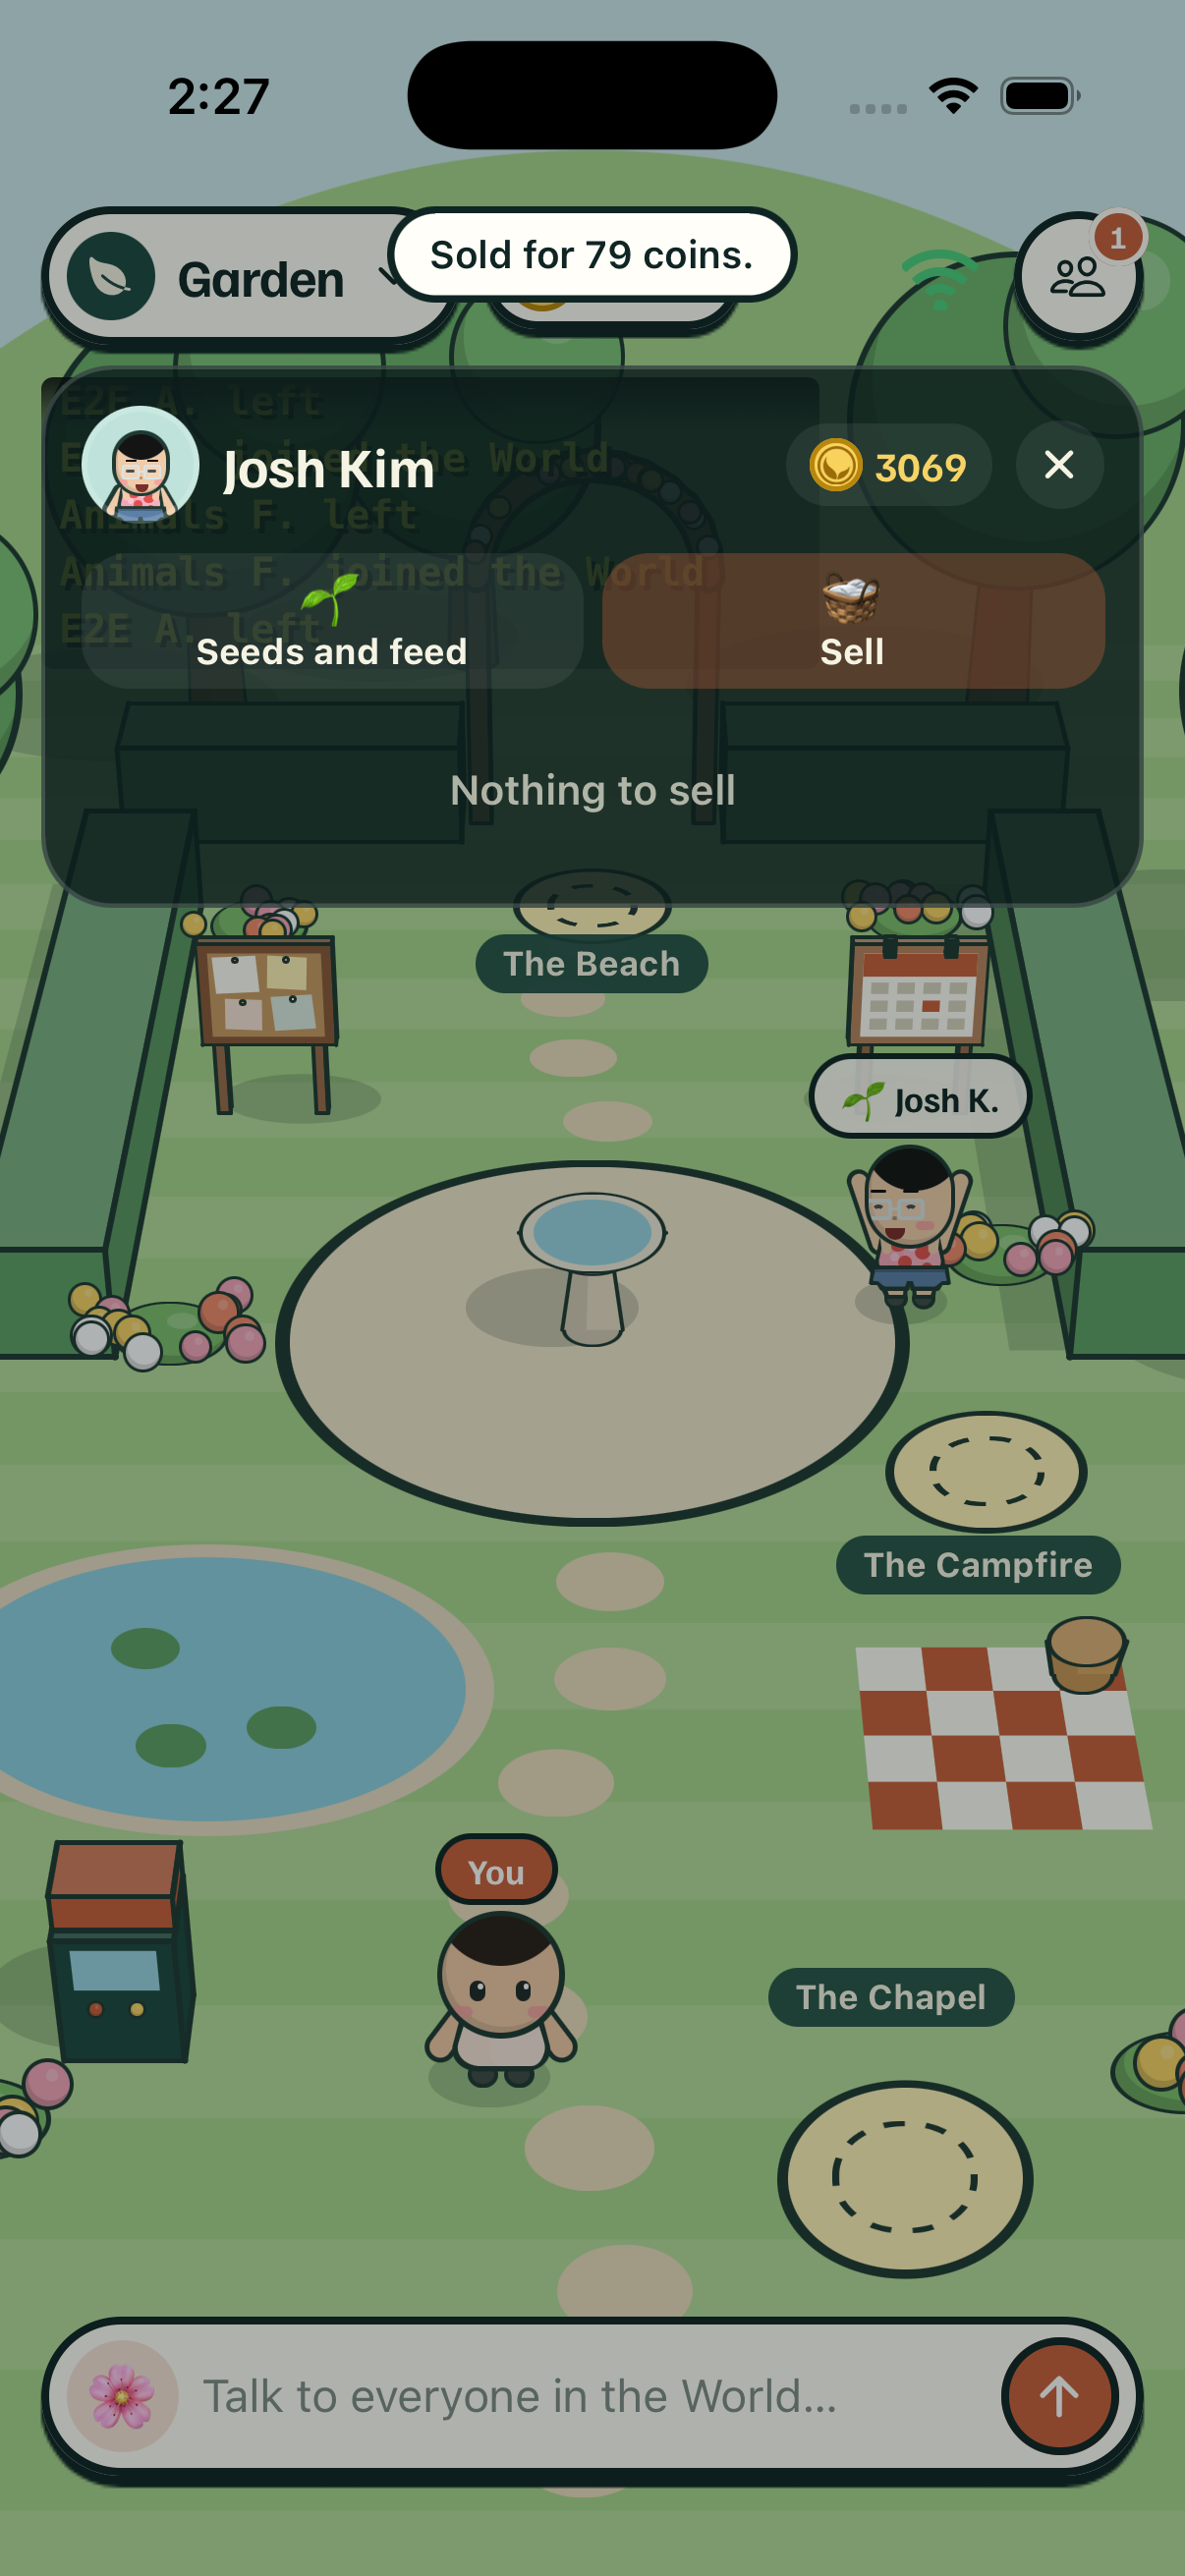 2:27
Garden
Sold for 79 coins.
1
E2E A. left
E2E A. joined the World
Josh Kim
3069
Animals F. left
Animals F. joined the World
E2E A. left
Seeds and feed
Sell
Nothing to sell
The Beach
Josh K.
The Campfire
You
The Chapel
Talk to everyone in the World...